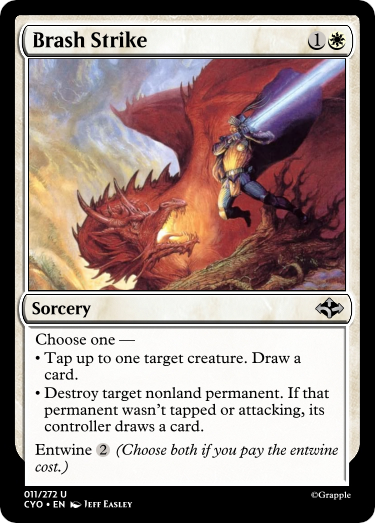 Brash Strike 1
Sorcery
Choose one —
• Tap up to one target creature. Draw a
card.
• Destroy target nonland permanent. If that
permanent wasn't tapped or attacking, its
controller draws a card.
Entwine 2 (Choose both if you pay the entwine
cost.)
011/272 U
CYO • EN Jeff Easley
©Grapple